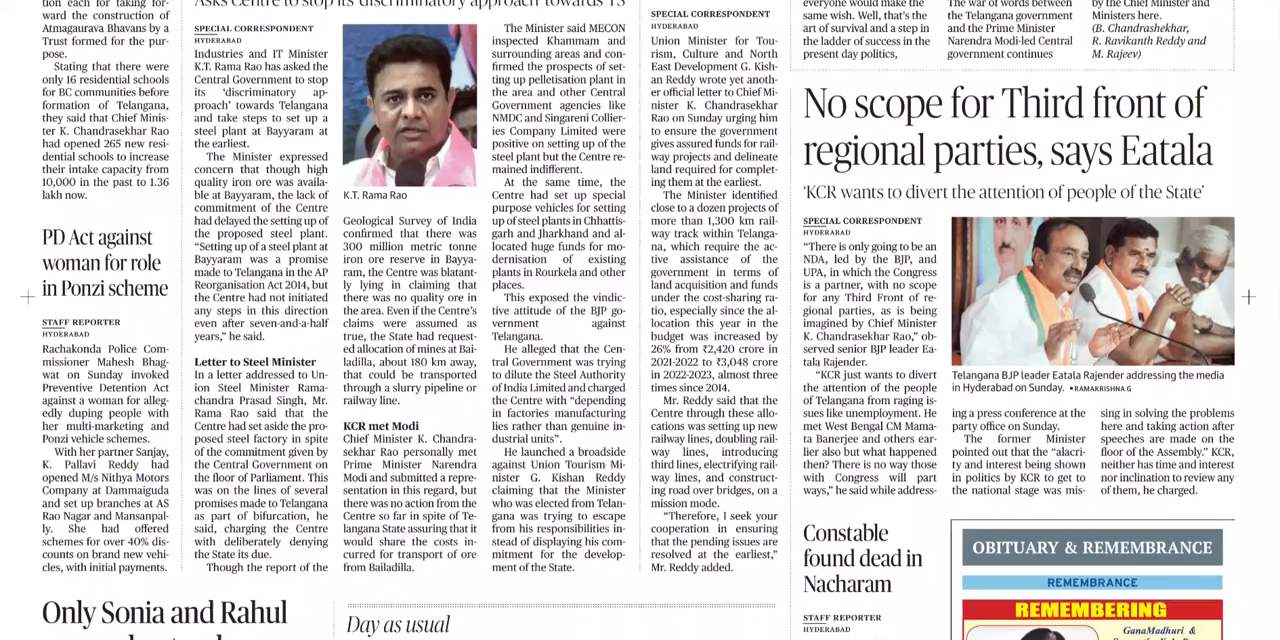 tion each for taking for-
ward the construction of
Atmagaurava Bhavans by a
Trust formed for the pur-
pose.
Stating that there were
only 16 residential schools
for BC communities before
formation of Telangana,
they said that Chief Minis-
ter K. Chandrasekhar Rao
had opened 265 new resi-
dential schools to increase
their intake capacity from
10,000 in the past to 1.36
lakh now.
PD Act against
woman for role
in Ponzi scheme
STAFF REPORTER
HYDERABAD
Rachakonda Police Com-
missioner Mahesh Bhag-
wat on Sunday invoked
Preventive Detention Act
against a woman for alleg-
edly duping people with
her multi-marketing and
Ponzi vehicle schemes.
With her partner Sanjay,
K. Pallavi Reddy had
opened M/s Nithya Motors
Company at Dammaiguda
and set up branches at AS
Rao Nagar and Mansanpal-
ly. She had offered
schemes for over 40% dis-
counts on brand new vehi-
cles, with initial payments.
Only Sonia and Rahul
Asks Centre to stop its 'discriminatory approach' towards TS
SPECIAL CORRESPONDENT
HYDERABAD
Industries and IT Minister
K.T. Rama Rao has asked the
Central Government to stop
its 'discriminatory ap-
proach' towards Telangana
and take steps to set up a
steel plant at Bayyaram at
the earliest.
The Minister expressed
concern that though high
quality iron ore was availa-
ble at Bayyaram, the lack of
commitment of the Centre
had delayed the setting up of
the proposed steel plant.
"Setting up of a steel plant at
Bayyaram was a promise
made to Telangana in the AP
Reorganisation Act 2014, but
the Centre had not initiated
any steps in this direction
even after seven-and-a-half
years," he said.
Letter to Steel Minister
In a letter addressed to Un-
ion Steel Minister Rama-
chandra Prasad Singh, Mr.
Rama Rao said that the
Centre had set aside the pro-
posed steel factory in spite
of the commitment given by
the Central Government on
the floor of Parliament. This
was on the lines of several
promises made to Telangana
as part of bifurcation, he
said, charging the Centre
with deliberately denying
the State its due.
Though the report of the
K.T. Rama Rao
Geological Survey of India
confirmed that there was
300 million metric tonne
iron ore reserve in Bayya-
ram, the Centre was blatant-
ly lying in claiming that
there was no quality ore in
the area. Even if the Centre's
claims were assumed as
true, the State had request-
ed allocation of mines at Bai-
ladilla, about 180 km away,
that could be transported
through a slurry pipeline or
railway line.
KCR met Modi
Chief Minister K. Chandra-
sekhar Rao personally met
Prime Minister Narendra
Modi and submitted a repre-
sentation in this regard, but
there was no action from the
Centre so far in spite of Te-
langana State assuring that it
would share the costs in-
curred for transport of ore
from Bailadilla.
The Minister said MECON
inspected Khammam and
surrounding areas and con-
firmed the prospects of set-
ting up pelletisation plant in
the area and other Central
Government agencies like
NMDC and Singareni Collier-
ies Company Limited were
positive on setting up of the
steel plant but the Centre re-
mained indifferent.
At the same time, the
Centre had set up special
purpose vehicles for setting
up of steel plants in Chhattis-
garh and Jharkhand and al-
located huge funds for mo-
dernisation of existing
plants in Rourkela and other
places.
This exposed the vindic-
tive attitude of the BJP go-
vernment against
Telangana.
He alleged that the Cen-
tral Government was trying
to dilute the Steel Authority
of India Limited and charged
the Centre with "depending
in factories manufacturing
lies rather than genuine in-
dustrial units".
He launched a broadside
against Union Tourism Mi-
nister G. Kishan Reddy
claiming that the Minister
who was elected from Telan-
gana was trying to escape
from his responsibilities in-
stead of displaying his com-
mitment for the develop-
ment of the State.
Day as usual
SPECIAL CORRESPONDENT
HYDERABAD
Union Minister for Tou-
rism, Culture and North
East Development G. Kish-
an Reddy wrote yet anoth-
er official letter to Chief Mi-
nister K. Chandrasekhar
Rao on Sunday urging him
to ensure the government
gives assured funds for rail-
way projects and delineate
land required for complet-
ing them at the earliest.
The Minister identified
close to a dozen projects of
more than 1,300 km rail-
way track within Telanga-
na, which require the ac-
tive assistance of the
government in terms of
land acquisition and funds
under the cost-sharing ra-
tio, especially since the al-
location this year in the
budget was increased by
26% from ₹2,420 crore in
2021-2022 to ₹3,048 crore
in 2022-2023, almost three
times since 2014.
Mr. Reddy said that the
Centre through these allo-
cations was setting up new
railway lines, doubling rail-
way lines, introducing
third lines, electrifying rail-
way lines, and construct-
ing road over bridges, on a
mission mode.
"Therefore, I seek your
cooperation in ensuring
that the pending issues are
resolved at the earliest,"
Mr. Reddy added.
everyone would make the
same wish. Well, that's the
art of survival and a step in
the ladder of success in the
present day politics,
The war of words between
the Telangana government
and the Prime Minister
Narendra Modi-led Central
government continues
by the Chief Minister and
Ministers here.
(B. Chandrashekhar,
R. Ravikanth Reddy and
M. Rajeev)
No scope for Third front of
regional parties, says Eatala
'KCR wants to divert the attention of people of the State'
SPECIAL CORRESPONDENT
HYDERABAD
"There is only going to be an
NDA, led by the BJP, and
UPA, in which the Congress
is a partner, with no scope
for any Third Front of re-
gional parties, as is being
imagined by Chief Minister
K. Chandrasekhar Rao," ob-
served senior BJP leader Ea-
tala Rajender.
"KCR just wants to divert
the attention of the people
of Telangana from raging is-
sues like unemployment. He
met West Bengal CM Mama-
ta Banerjee and others ear-
lier also but what happened
then? There is no way those
with Congress will part
ways," he said while address-
Telangana BJP leader Eatala Rajender addressing the media
in Hyderabad on Sunday. •RAMAKRISHNA G
ing a press conference at the
party office on Sunday.
The former Minister
pointed out that the "alacri-
ty and interest being shown
in politics by KCR to get to
the national stage was mis-
sing in solving the problems
here and taking action after
speeches are made on the
floor of the Assembly." KCR,
neither has time and interest
nor inclination to review any
of them, he charged.
Constable
found dead in
Nacharam
STAFF REPORTER
HYDERABAD
OBITUARY & REMEMBRANCE
REMEMBRANCE
REMEMBERING
GanaMadhuri &